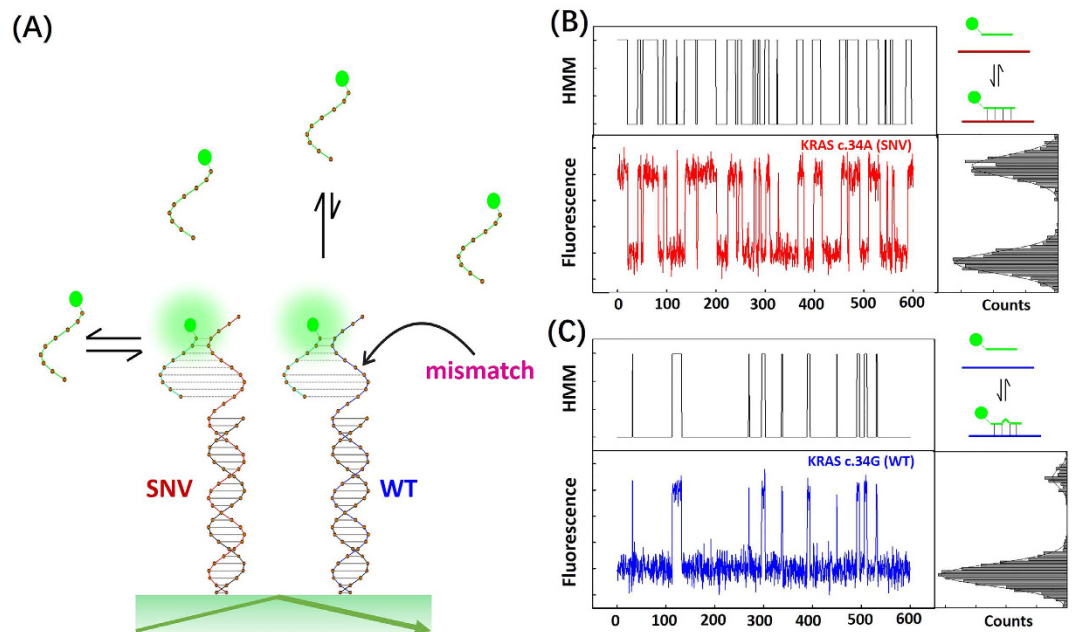 (A)
mismatch
SNV
WT
(B)
HMM
KRAS c.34A (SNV)
Fluorescence
0 100 200 300 400 500 600
Counts
(C)
HMM
KRAS c.34G (WT)
Fluorescence
0 100 200 300 400 500 600
Counts